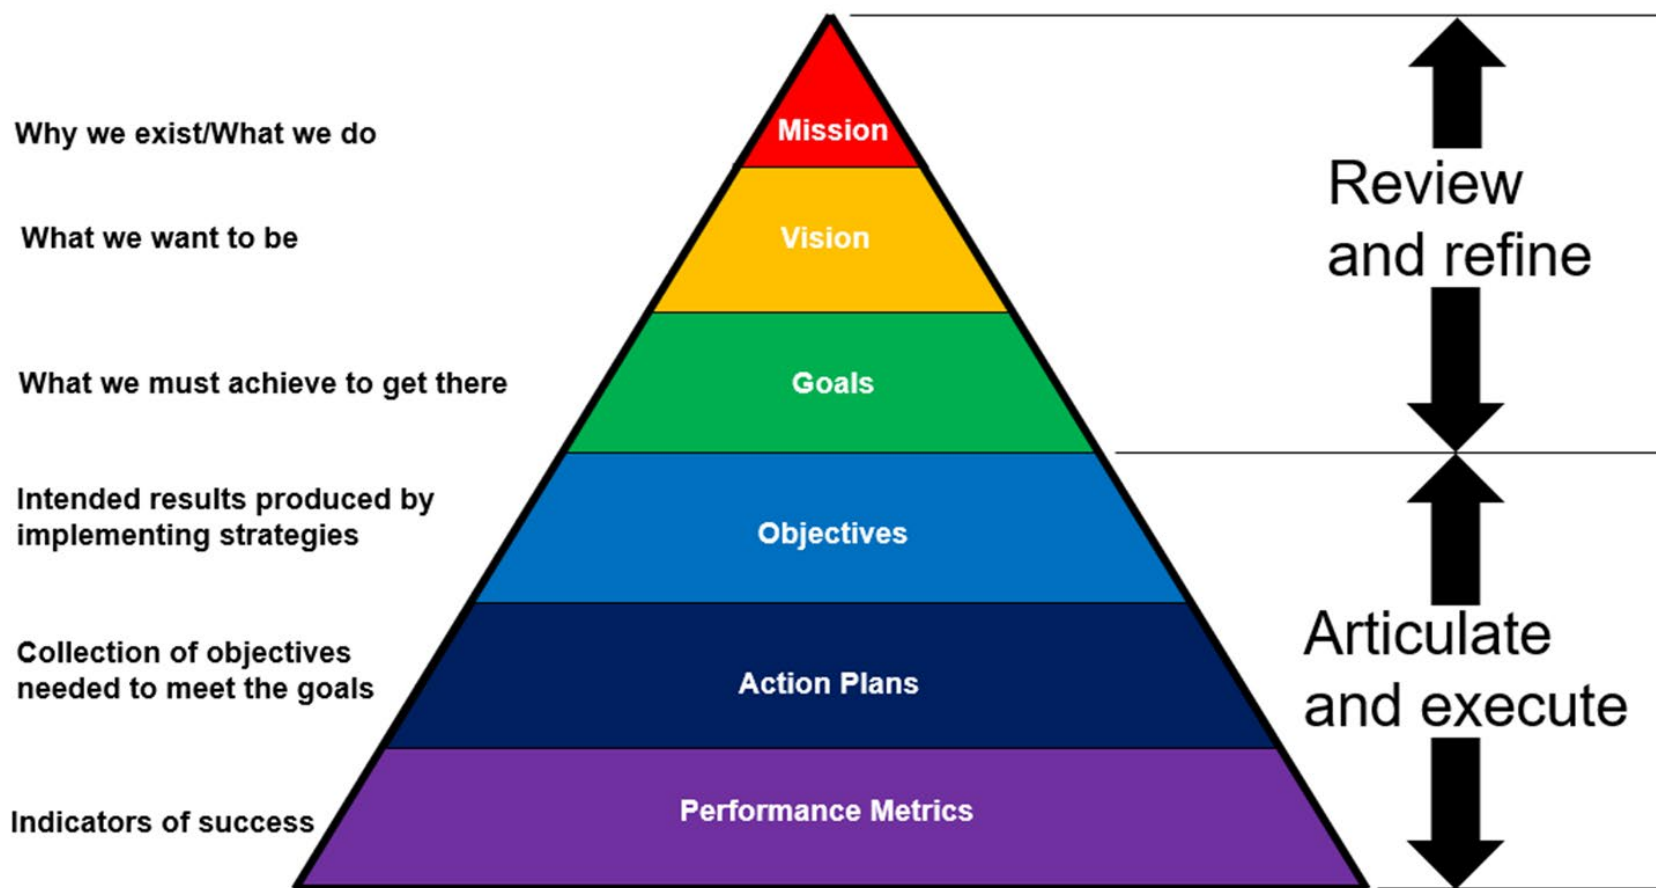 Why we exist/What we do
Mission
What we want to be
Vision
What we must achieve to get there
Goals
Review
and refine
Intended results produced by
implementing strategies
Objectives
Collection of objectives
needed to meet the goals
Action Plans
Indicators of success
Performance Metrics
Articulate
and execute